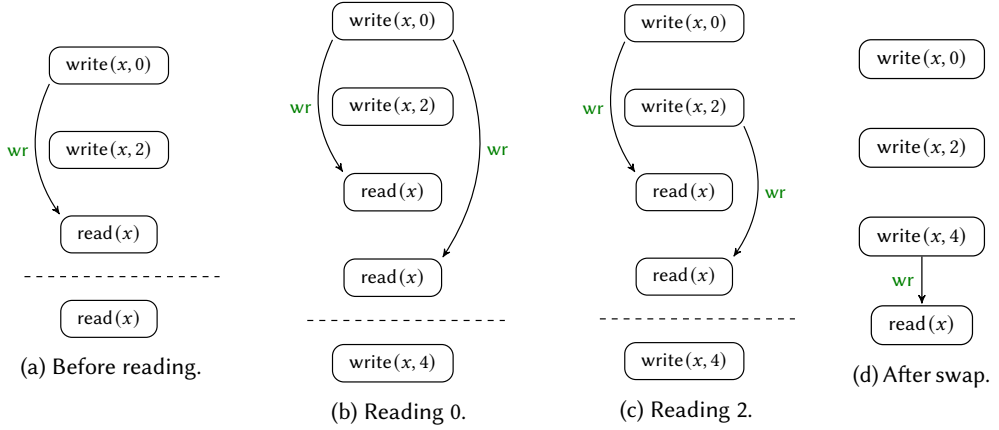 write(x, 0)
write(x, 2)
wr
read(x)
read(x)
(a) Before reading.
write(x, 0)
write(x, 2)
wr
wr
read(x)
read(x)
write(x, 4)
(b) Reading 0.
write(x, 0)
write(x, 2)
wr
read(x)
wr
read(x)
write(x, 4)
(c) Reading 2.
write(x, 0)
write(x, 2)
write(x, 4)
wr
read(x)
(d) After swap.